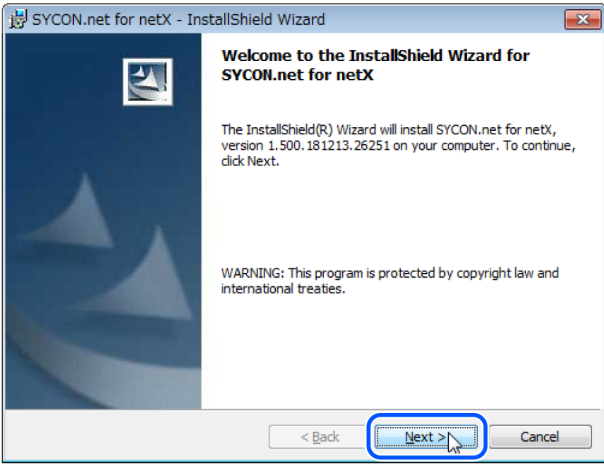 SYCON.net for netX - InstallShield Wizard
Welcome to the InstallShield Wizard for
SYCON.net for netX
The InstallShield(R) Wizard will install SYCON.net for netX,
version 1.500.181213.26251 on your computer. To continue,
click Next.
WARNING: This program is protected by copyright law and
international treaties.
< Back
Next >
Cancel